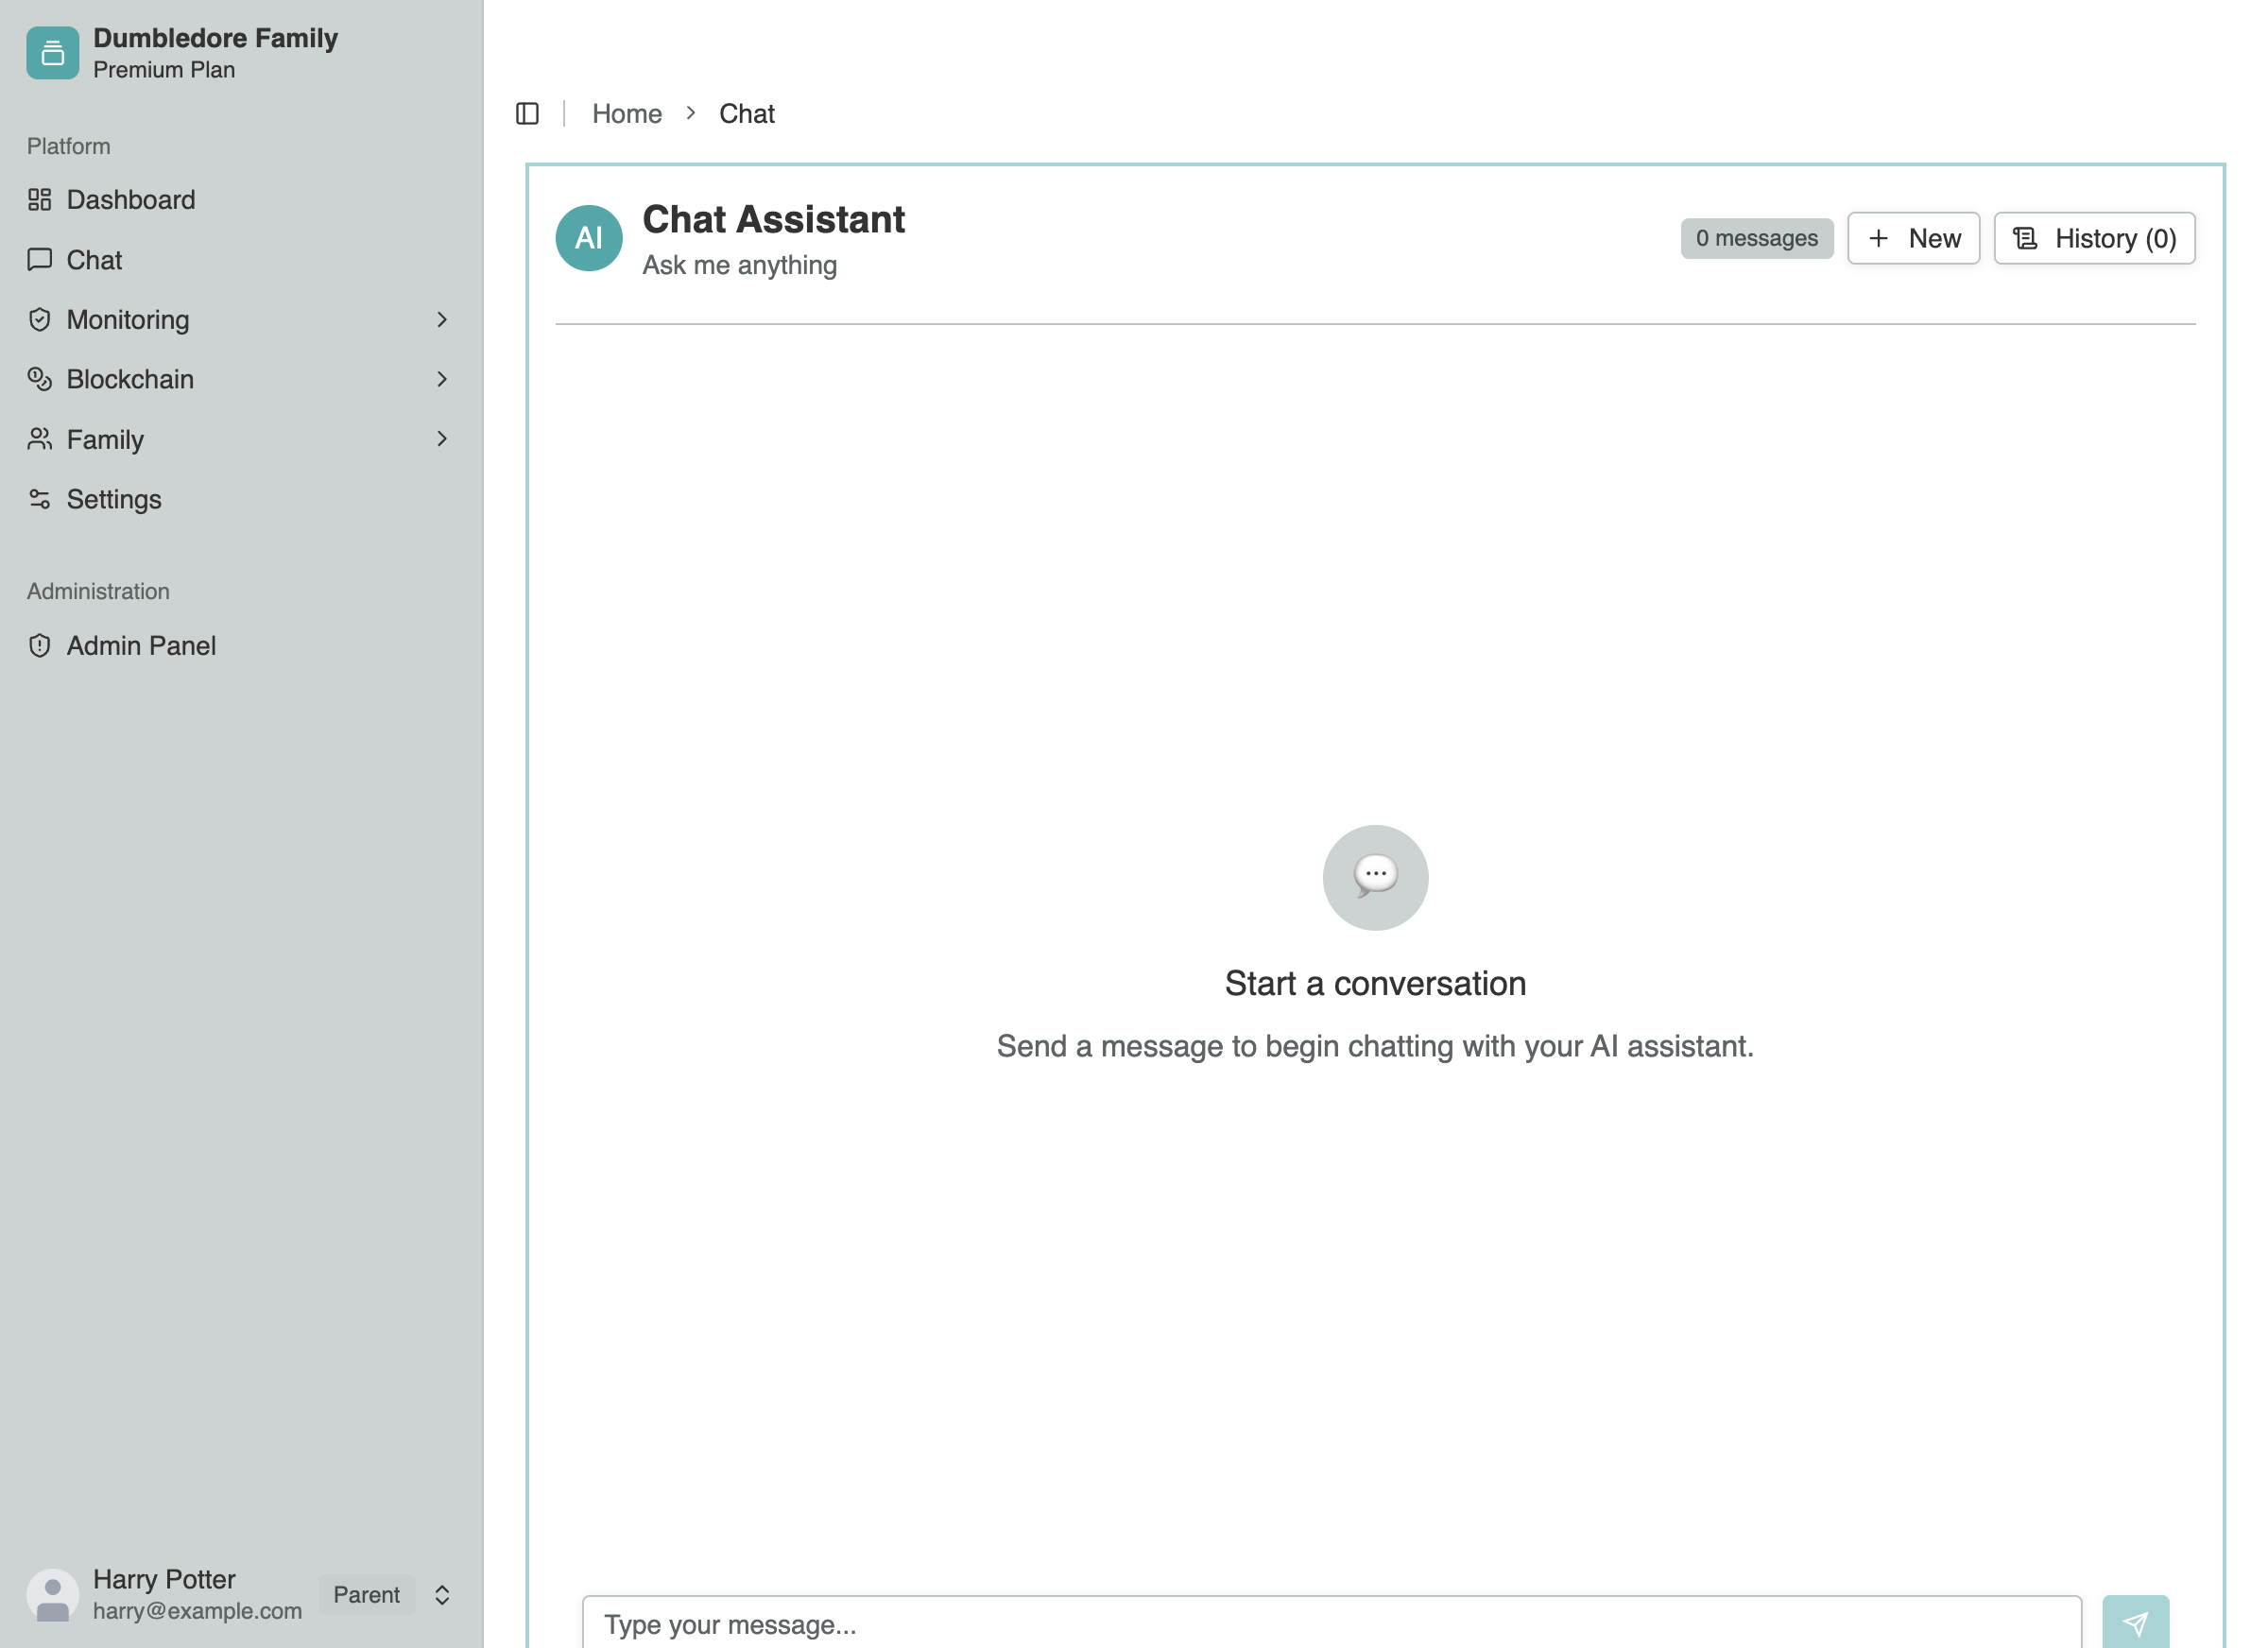 Dumbledore Family
Premium Plan
Platform
Dashboard
Chat
Monitoring
Blockchain
Family
Settings
Administration
Admin Panel
Harry Potter
harry@example.com
Parent
Home
Chat
AI
Chat Assistant
Ask me anything
0 messages
New
History (0)
Start a conversation
Send a message to begin chatting with your AI assistant.
Type your message...